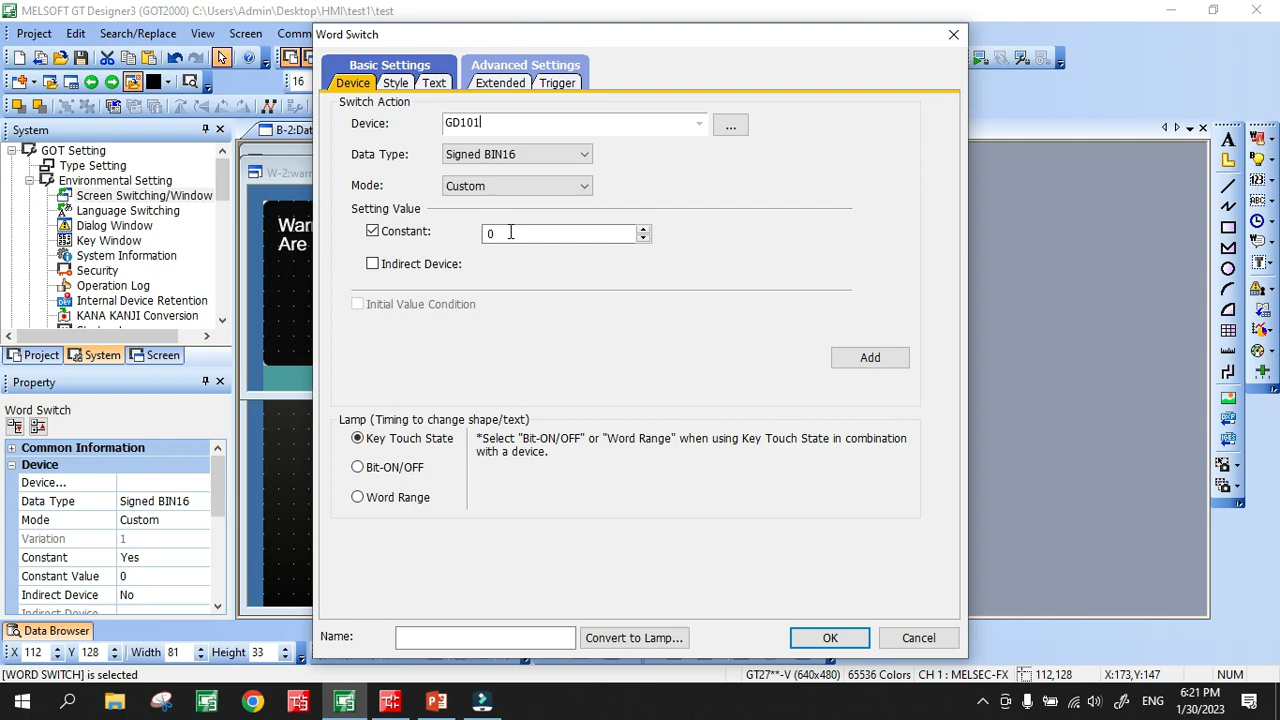 MELSOFT GT Designer3 (GOT2000) C:\Users\Admin\Desktop\HMI\test1\test
Project Edit Search/Replace View Screen Comm
16
System
GOT Setting
Type Setting
Environmental Setting
Screen Switching/Window
Language Switching
Dialog Window
Key Window
System Information
Security
Operation Log
Internal Device Retention
KANA KANJI Conversion
Project System Screen
Property
Word Switch
Common Information
Device
Device...
Data Type Signed BIN16
Mode Custom
Variation 1
Constant Yes
Constant Value 0
Indirect Device No
Indirect Device
Data Browser
X 112 Y 128 Width 81 Height 33
[WORD SWITCH] is selected
B-2:Dat
W-2:warn
Warn
Are
Word Switch
Basic Settings Advanced Settings
Device Style Text Extended Trigger
Switch Action
Device: GD101 ...
Data Type: Signed BIN16
Mode: Custom
Setting Value
Constant: 0
Indirect Device:
Initial Value Condition
Add
Lamp (Timing to change shape/text)
Key Touch State
Bit-ON/OFF
Word Range
*Select "Bit-ON/OFF" or "Word Range" when using Key Touch State in combination
with a device.
Name: Convert to Lamp... OK Cancel
GT27**-V (640x480) 65536 Colors CH 1 : MELSEC-FX 112,128 X:173,Y:147
ENG
6:21 PM
1/30/2023